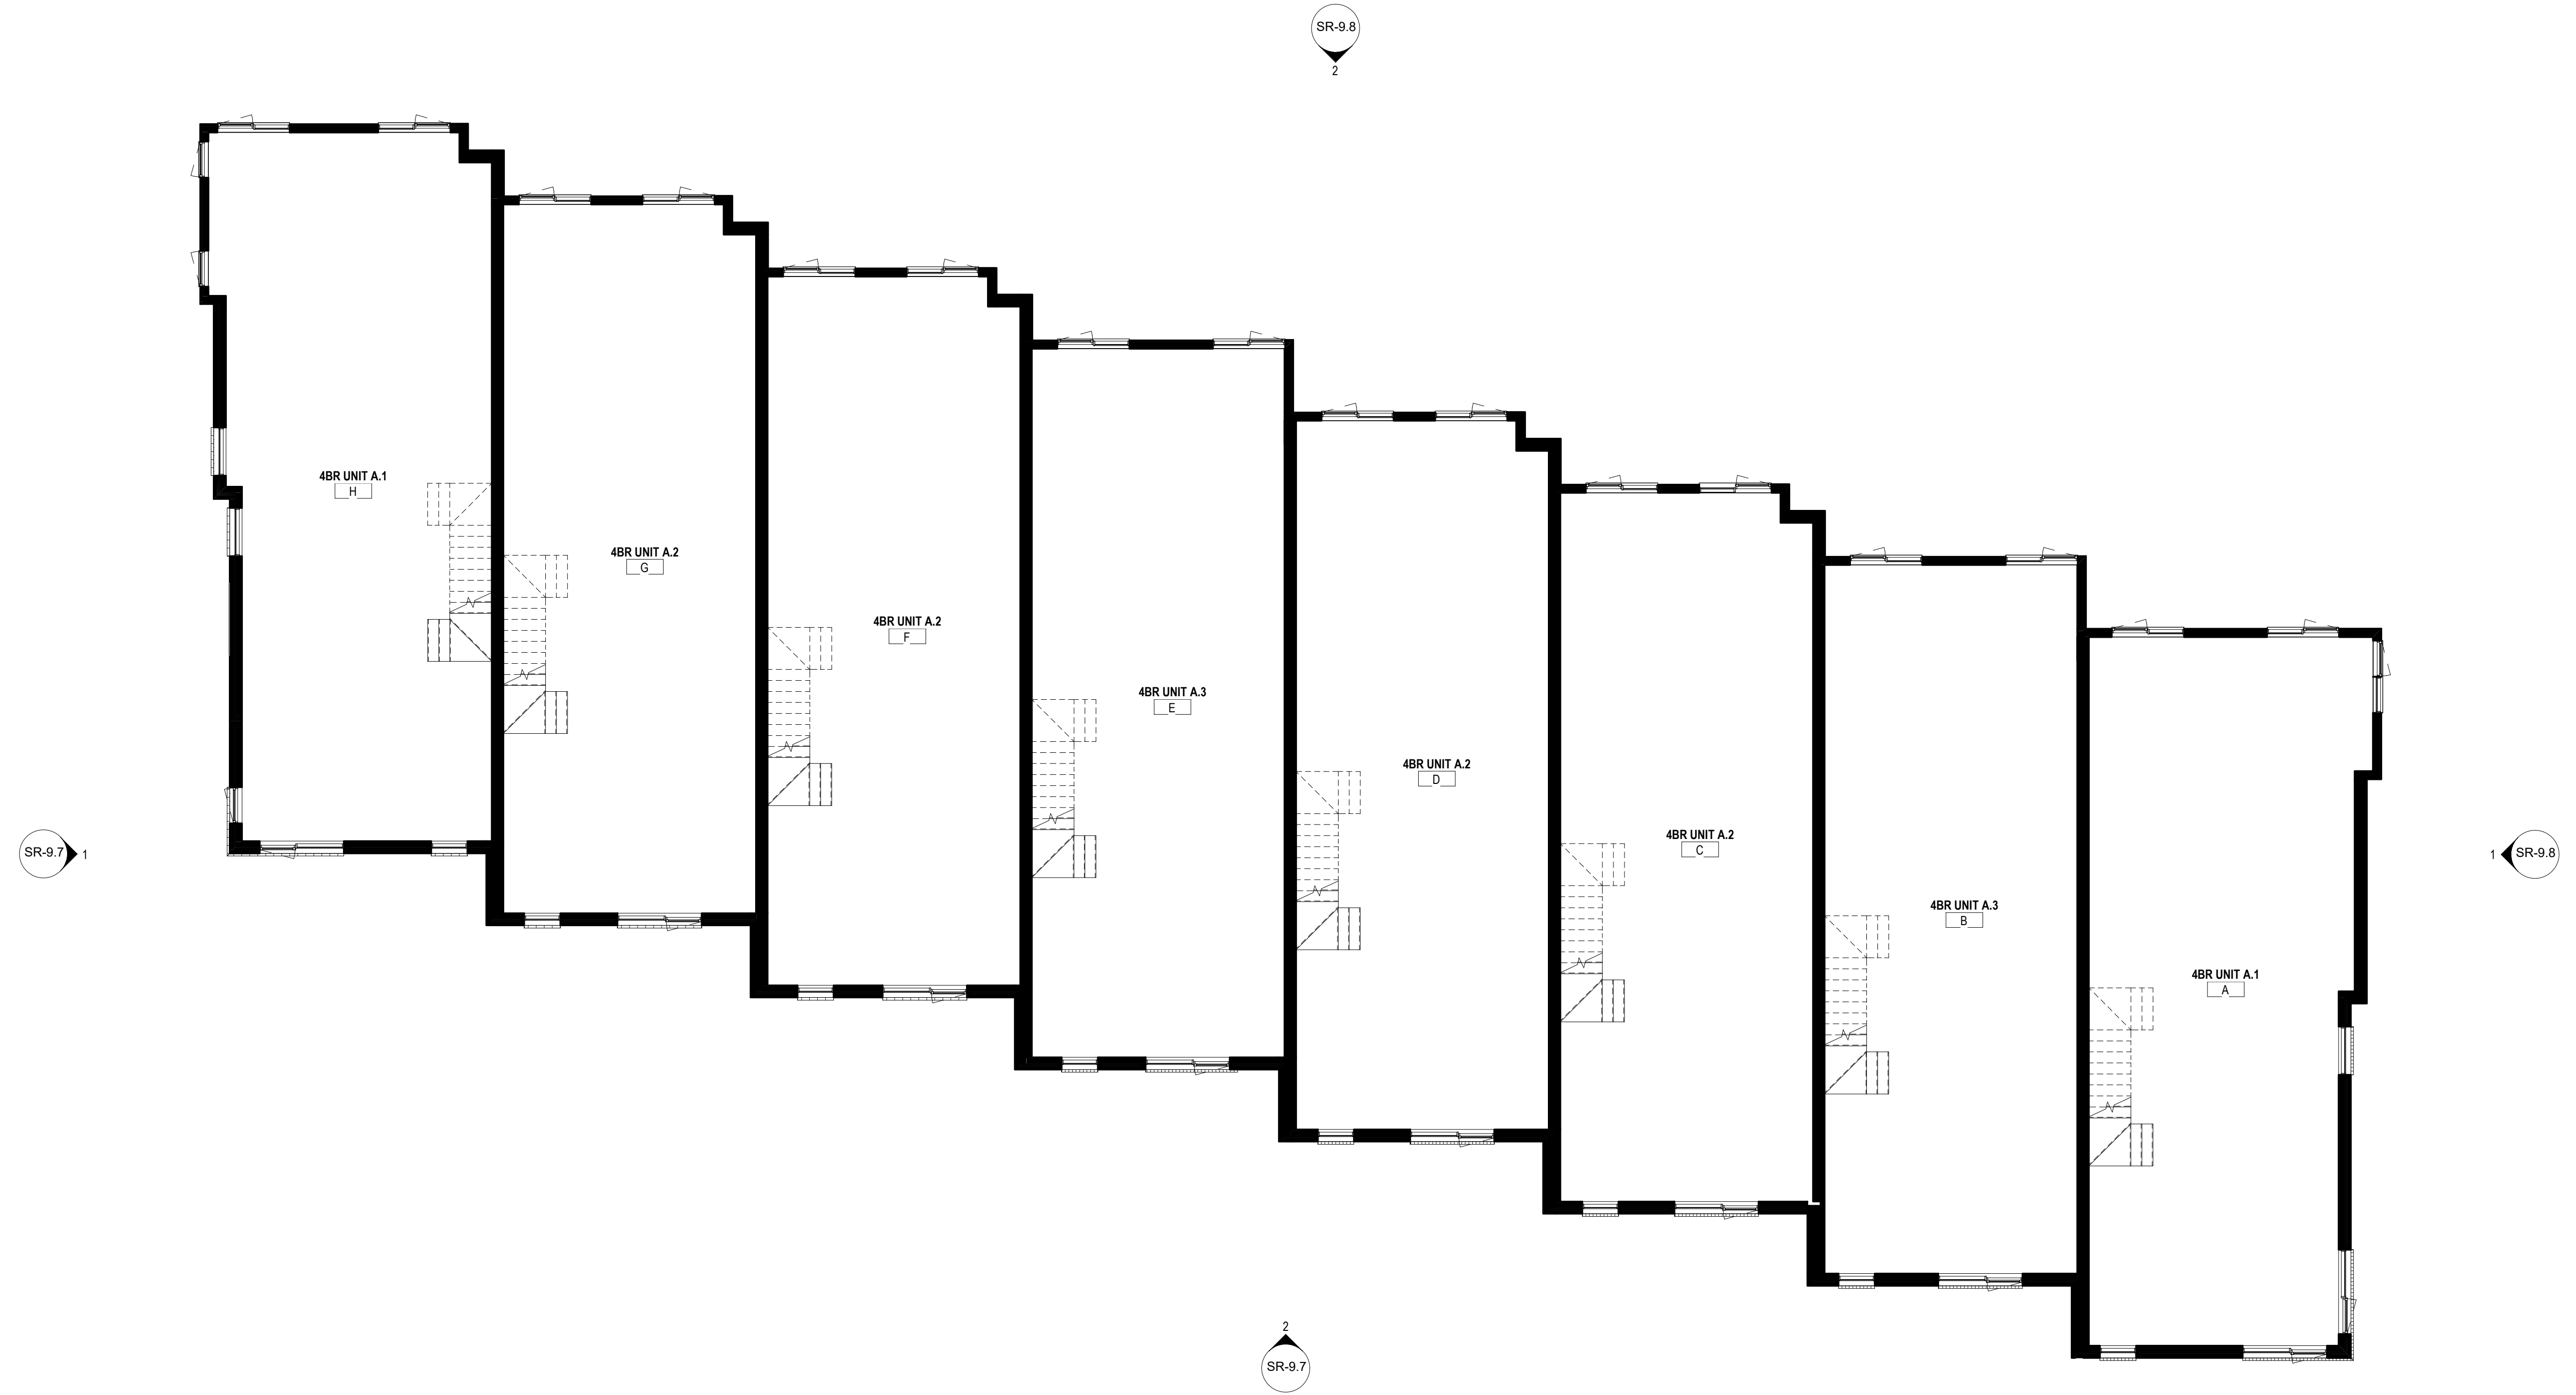 SR-9.8
2
4BR UNIT A.1
H
4BR UNIT A.2
G
4BR UNIT A.2
F
4BR UNIT A.3
E
4BR UNIT A.2
D
4BR UNIT A.2
C
4BR UNIT A.3
B
4BR UNIT A.1
A
SR-9.7 1
1 SR-9.8
2
SR-9.7